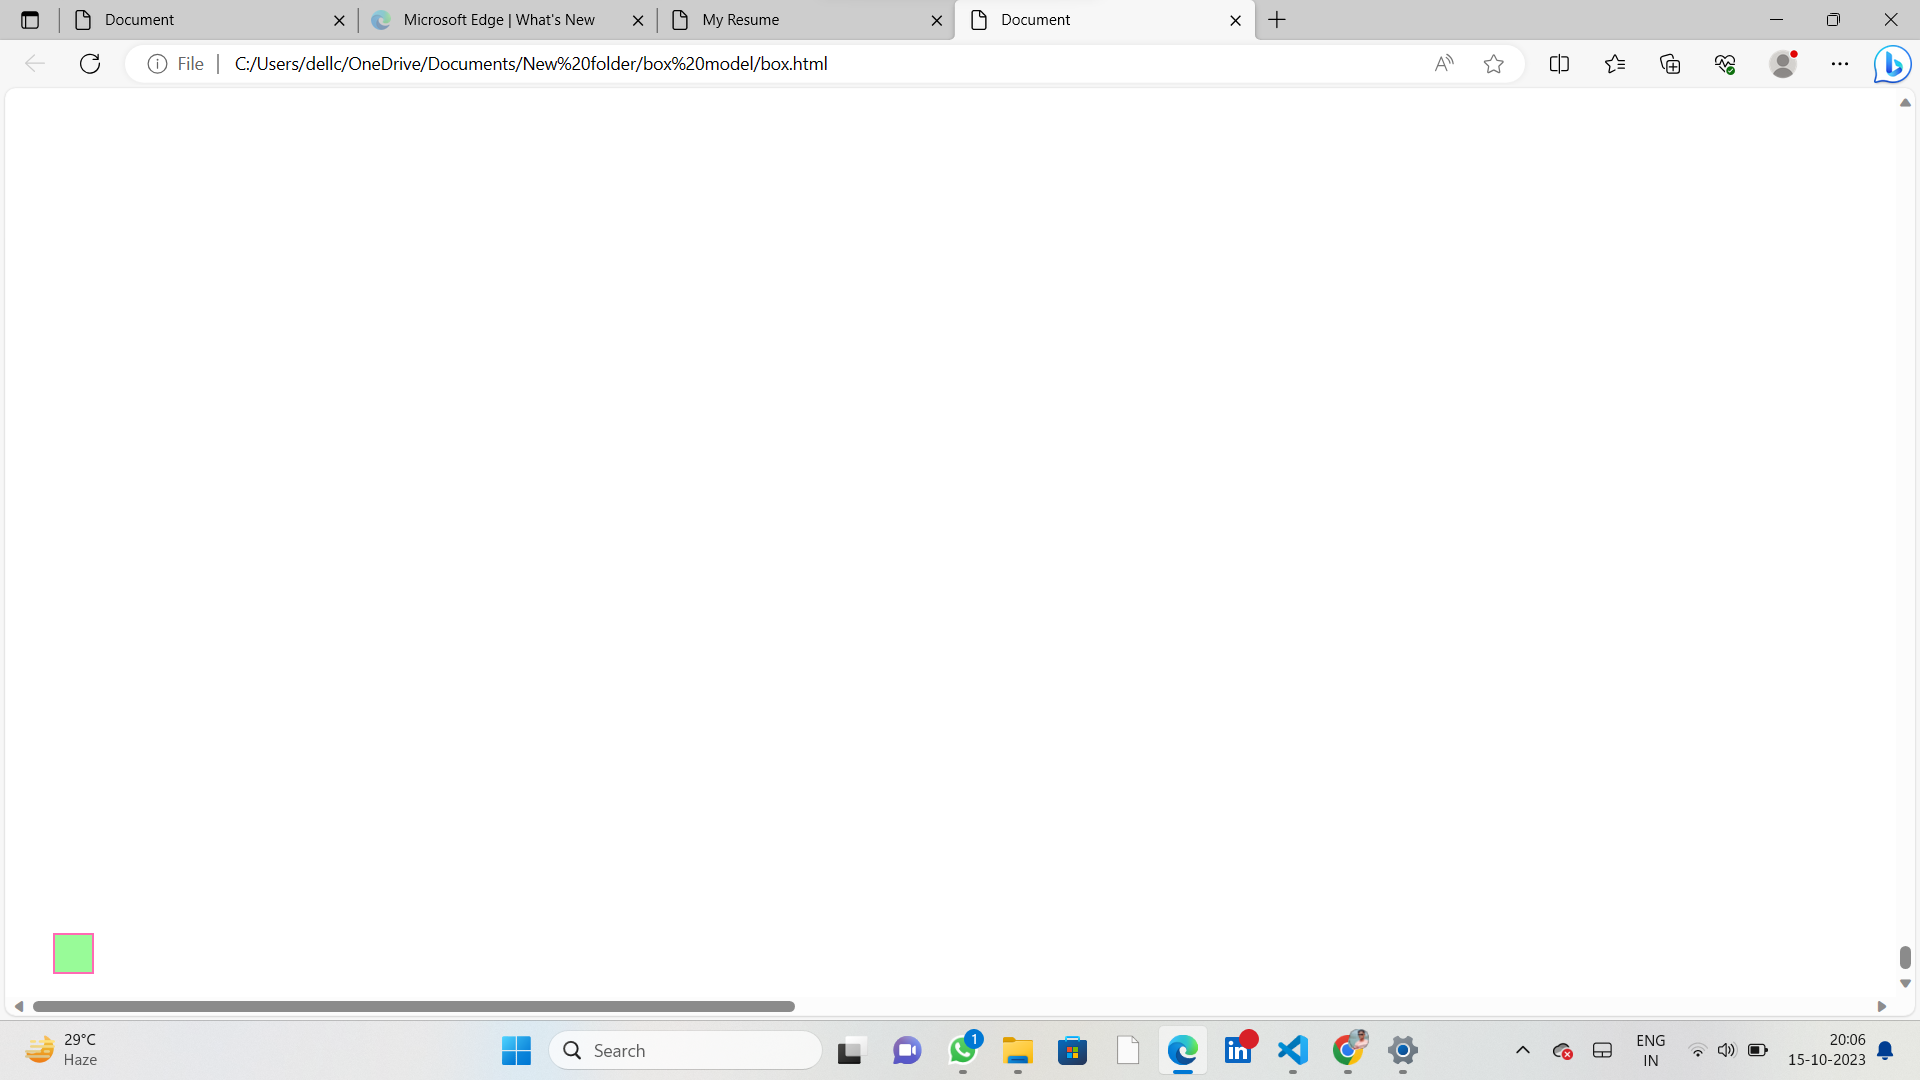 Document
Microsoft Edge | What's New
My Resume
Document
File
C:/Users/dellc/OneDrive/Documents/New%20folder/box%20model/box.html
29°C
Haze
Search
1
ENG
IN
20:06
15-10-2023